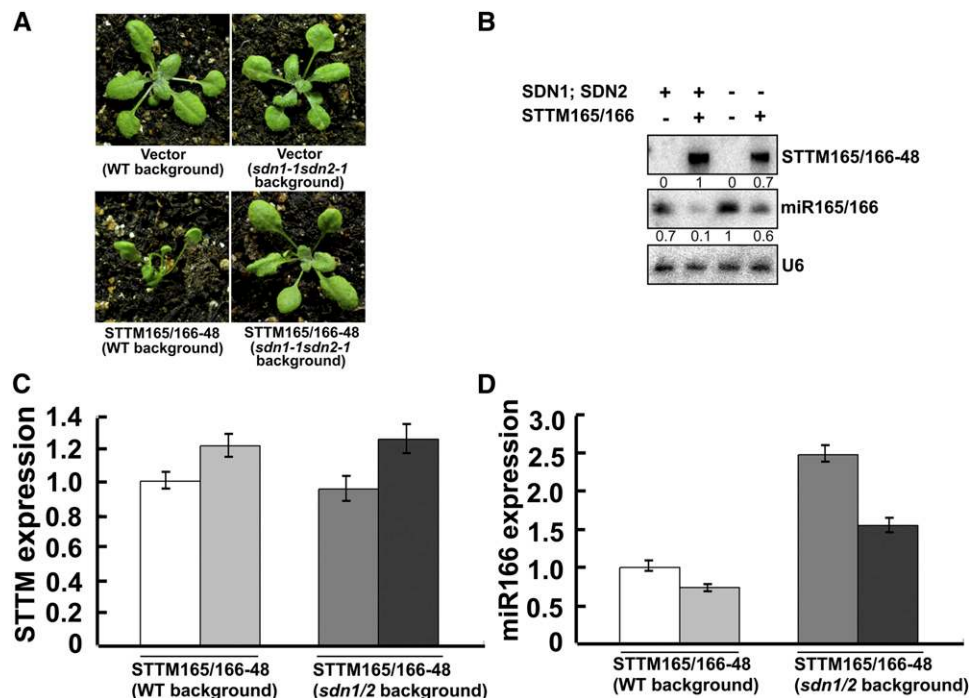 A
Vector
(WT background)
Vector
(sdn1-1sdn2-1
background)
STTM165/166-48
(WT background)
STTM165/166-48
(sdn1-1sdn2-1
background)
B
SDN1; SDN2 + + - -
STTM165/166 - + - +
STTM165/166-48
0 1 0 0.7
miR165/166
0.7 0.1 1 0.6
U6
C
STTM expression
1.4
1.2
1.0
0.8
0.6
0.4
0.2
0
STTM165/166-48
(WT background)
STTM165/166-48
(sdn1/2 background)
D
miR166 expression
3.0
2.5
2.0
1.5
1.0
0.5
0
STTM165/166-48
(WT background)
STTM165/166-48
(sdn1/2 background)